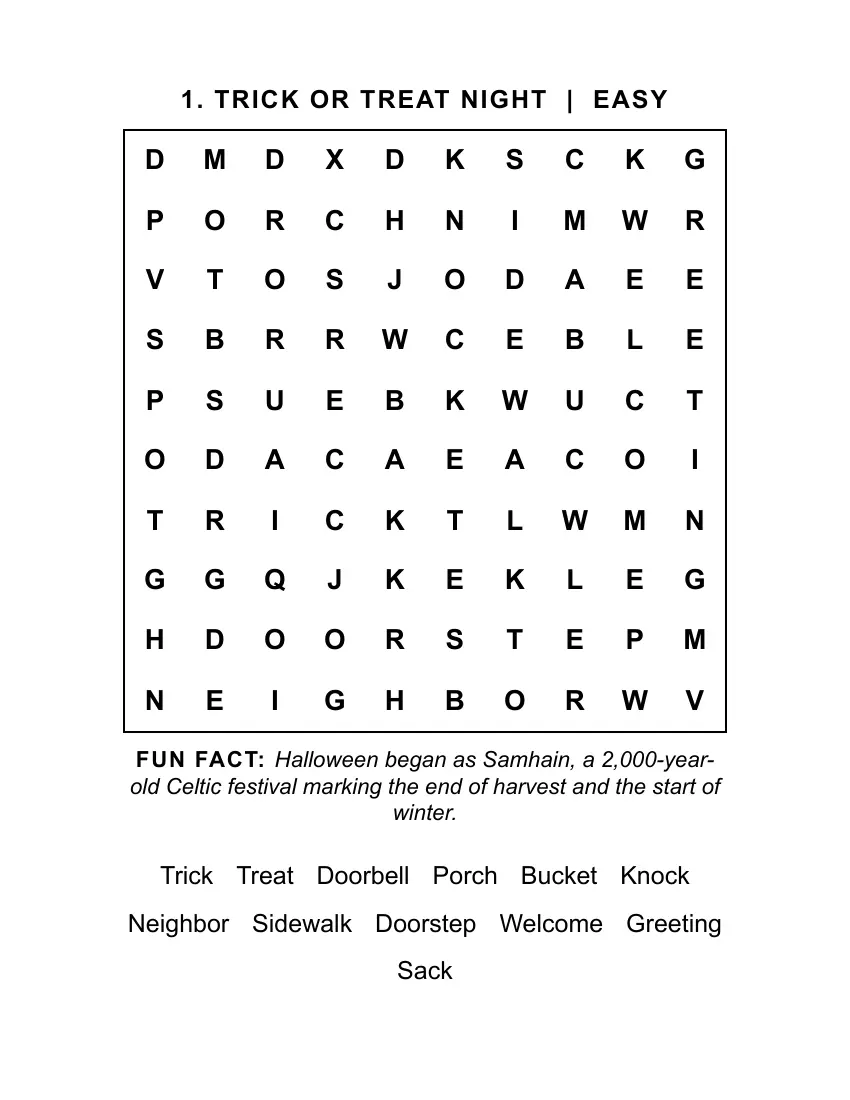 1. TRICK OR TREAT NIGHT | EASY
D M D X D K S C K G
P O R C H N I M W R
V T O S J O D A E E
S B R R W C E B L E
P S U E B K W U C T
O D A C A E A C O I
T R I C K T L W M N
G G Q J K E K L E G
H D O O R S T E P M
N E I G H B O R W V
FUN FACT: Halloween began as Samhain, a 2,000-year-
old Celtic festival marking the end of harvest and the start of
winter.
Trick Treat Doorbell Porch Bucket Knock
Neighbor Sidewalk Doorstep Welcome Greeting
Sack